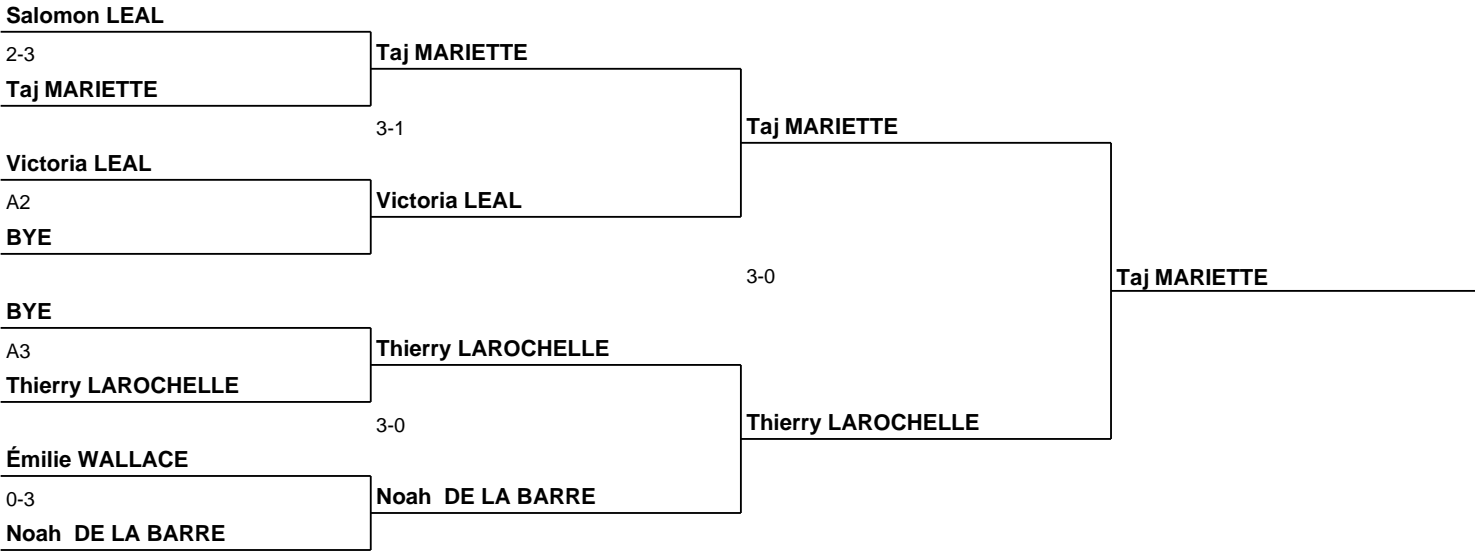 Salomon LEAL
2-3
Taj MARIETTE
Taj MARIETTE
3-1
Taj MARIETTE
Victoria LEAL
A2
Victoria LEAL
BYE
3-0
Taj MARIETTE
BYE
A3
Thierry LAROCHELLE
Thierry LAROCHELLE
3-0
Thierry LAROCHELLE
Émilie WALLACE
0-3
Noah  DE LA BARRE
Noah  DE LA BARRE